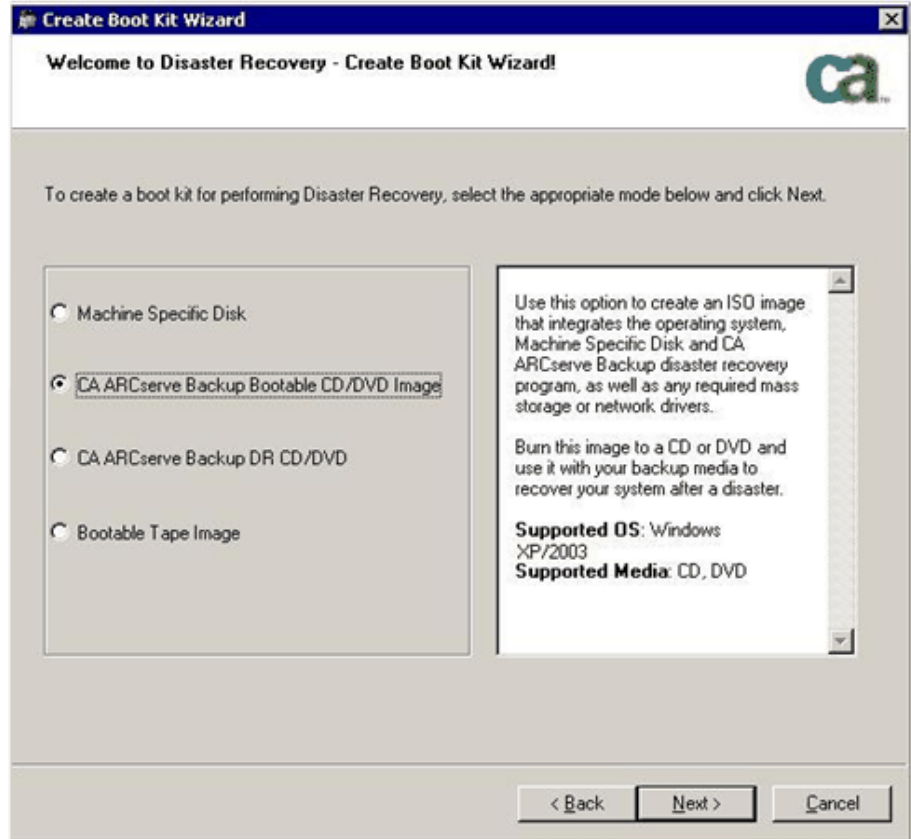 Create Boot Kit Wizard
Welcome to Disaster Recovery - Create Boot Kit Wizard!
ca
TM
To create a boot kit for performing Disaster Recovery, select the appropriate mode below and click Next.
Machine Specific Disk
CA ARCserve Backup Bootable CD/DVD Image
CA ARCserve Backup DR CD/DVD
Bootable Tape Image
Use this option to create an ISO image
that integrates the operating system,
Machine Specific Disk and CA
ARCserve Backup disaster recovery
program, as well as any required mass
storage or network drivers.
Burn this image to a CD or DVD and
use it with your backup media to
recover your system after a disaster.
Supported OS: Windows
XP/2003
Supported Media: CD, DVD
< Back
Next >
Cancel